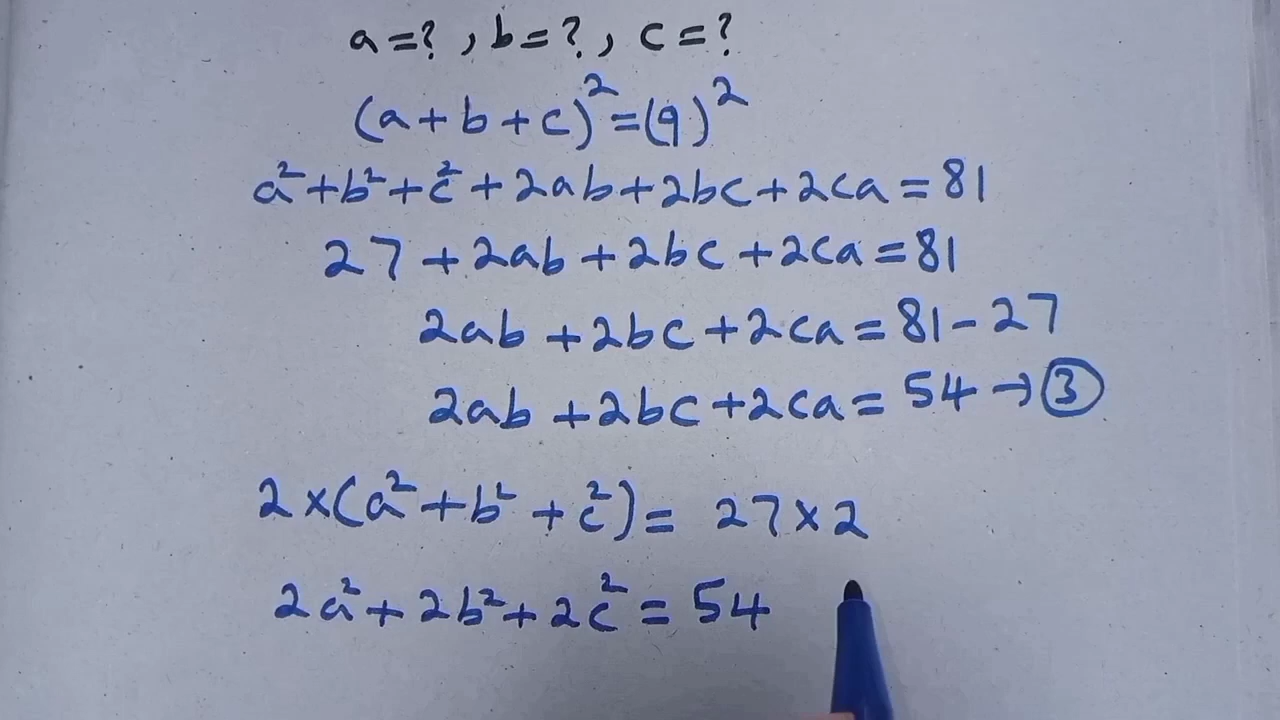 a=?, b=?, c=?
(a+b+c)²=(9)²
a²+b²+c²+2ab+2bc+2ca=81
27+2ab+2bc+2ca=81
2ab+2bc+2ca=81-27
2ab+2bc+2ca=54→③
2×(a²+b²+c²)=27×2
2a²+2b²+2c²=54